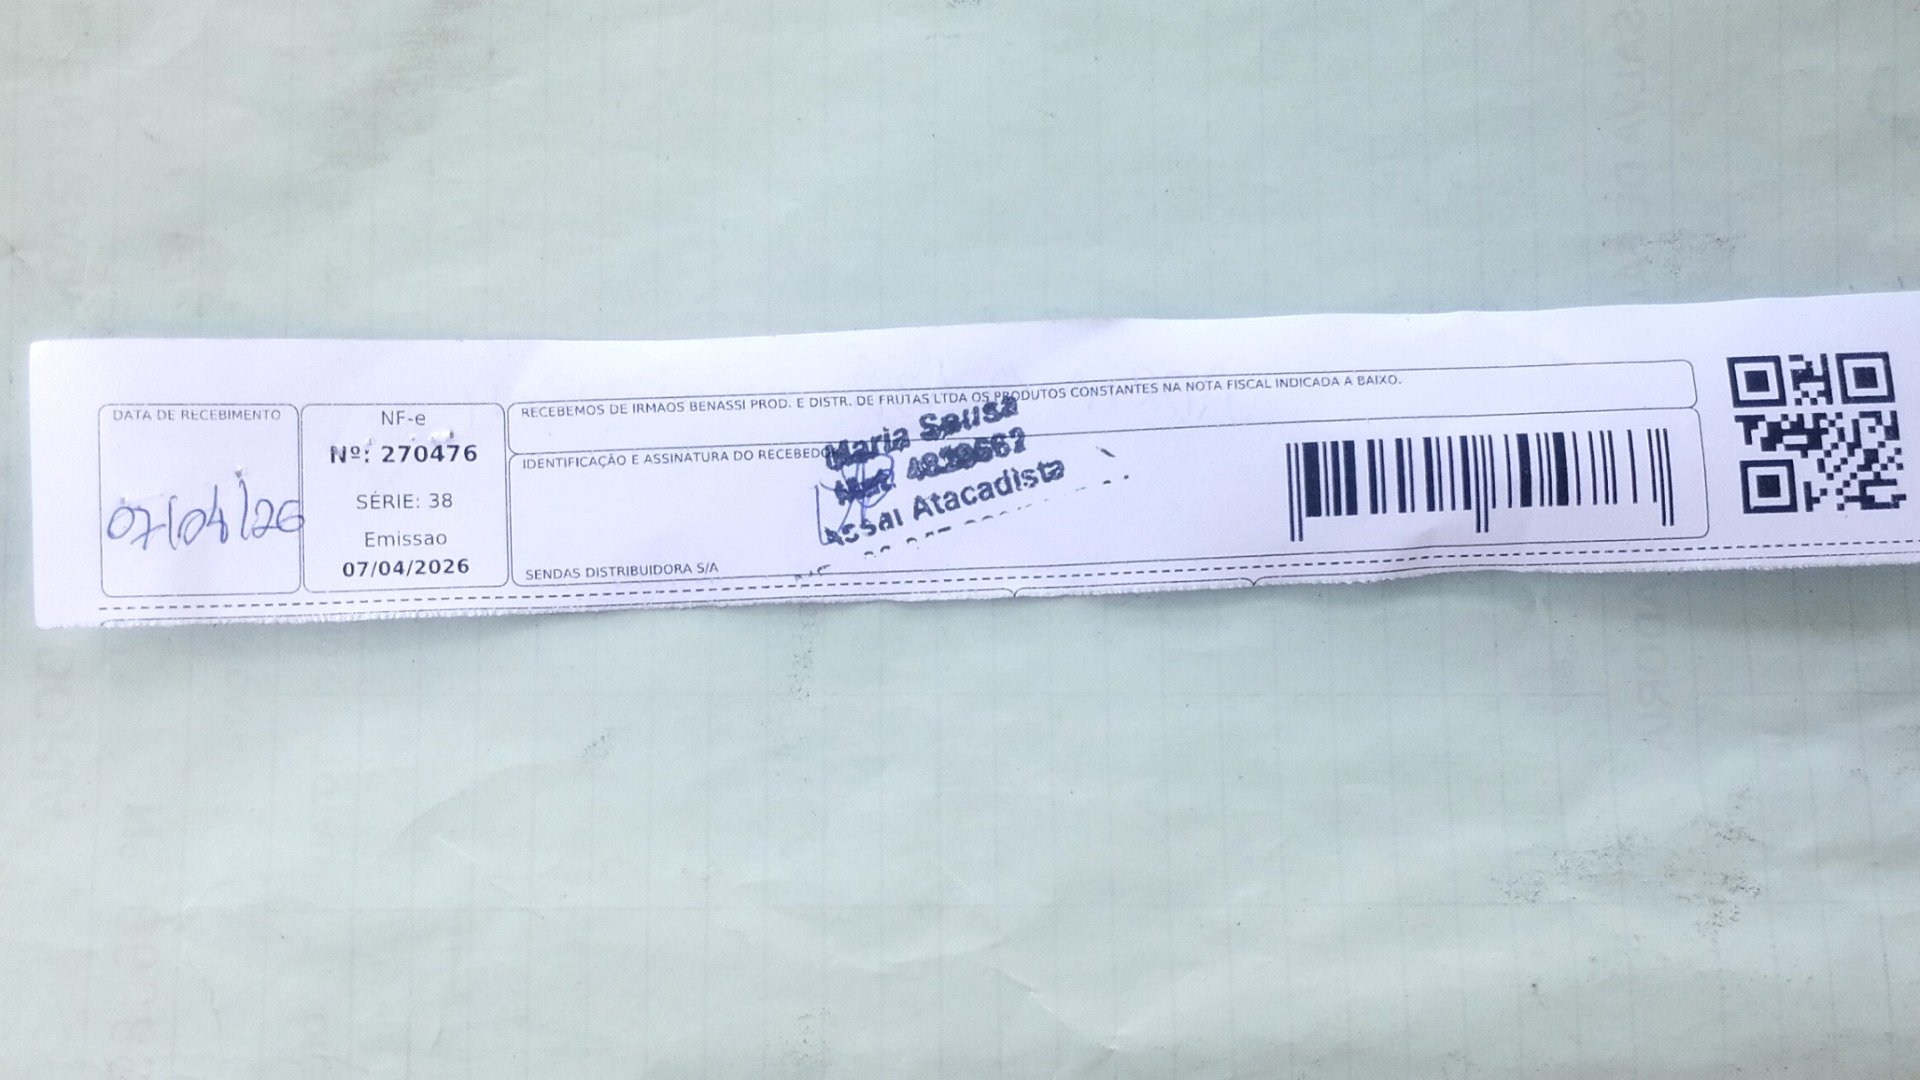 DATA DE RECEBIMENTO
07/04/26
NF-e
Nº: 270476
SÉRIE: 38
Emissao
07/04/2026
RECEBEMOS DE IRMAOS BENASSI PROD. E DISTR. DE FRUTAS LTDA OS PRODUTOS CONSTANTES NA NOTA FISCAL INDICADA A BAIXO.
IDENTIFICAÇÃO E ASSINATURA DO RECEBEDOR
Maria Sousa
Mat.
Assaí Atacadista
SENDAS DISTRIBUIDORA S/A